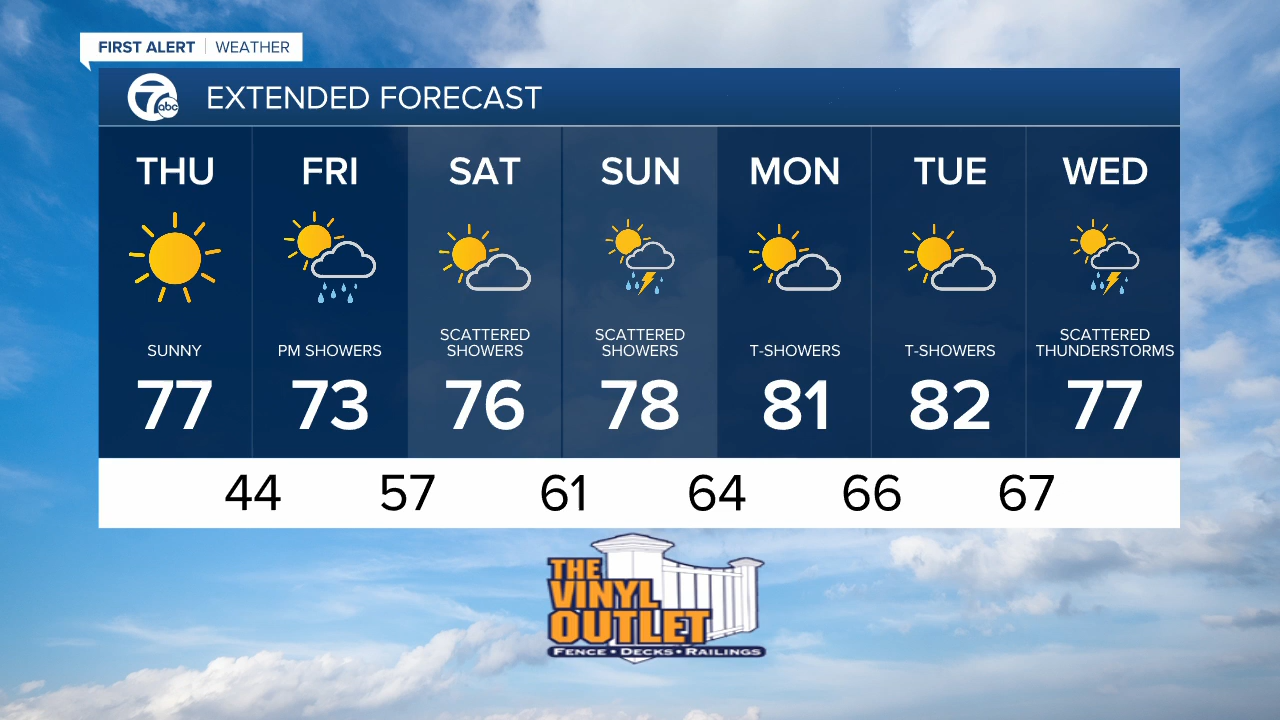 FIRST ALERT | WEATHER
7 abc EXTENDED FORECAST
THU FRI SAT SUN MON TUE WED
SUNNY PM SHOWERS SCATTERED SHOWERS SCATTERED SHOWERS T-SHOWERS T-SHOWERS SCATTERED THUNDERSTORMS
77 73 76 78 81 82 77
44 57 61 64 66 67
THE
VINYL
OUTLET
FENCE • DECKS • RAILINGS